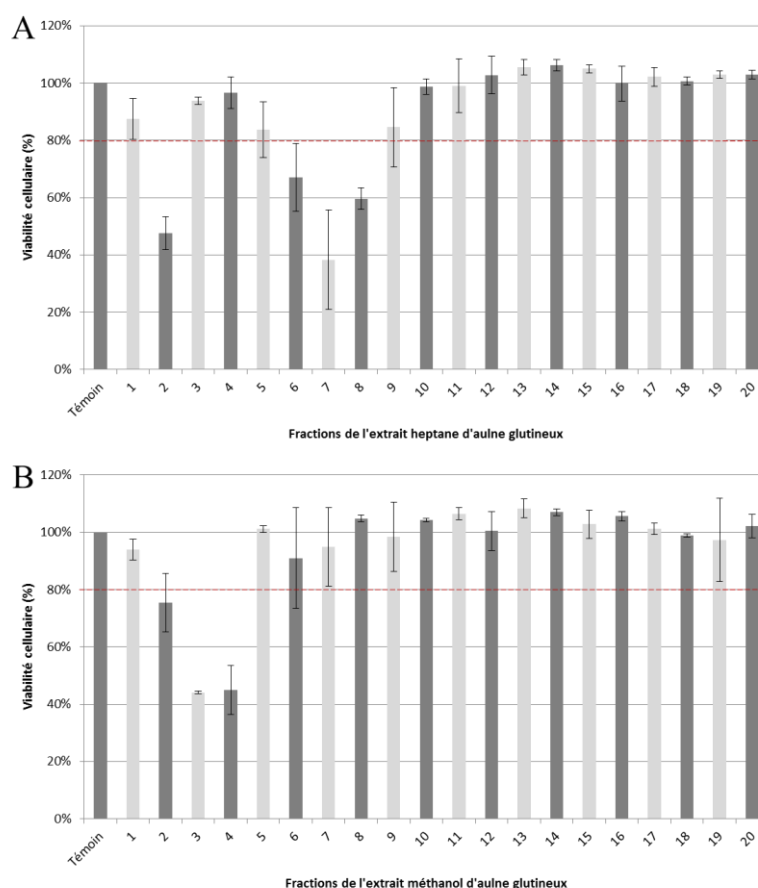 A
120%
100%
80%
60%
40%
20%
0%
Viabilité cellulaire (%)
Témoin 1 2 3 4 5 6 7 8 9 10 11 12 13 14 15 16 17 18 19 20
Fractions de l'extrait heptane d'aulne glutineux
B
120%
100%
80%
60%
40%
20%
0%
Viabilité cellulaire (%)
Témoin 1 2 3 4 5 6 7 8 9 10 11 12 13 14 15 16 17 18 19 20
Fractions de l'extrait méthanol d'aulne glutineux